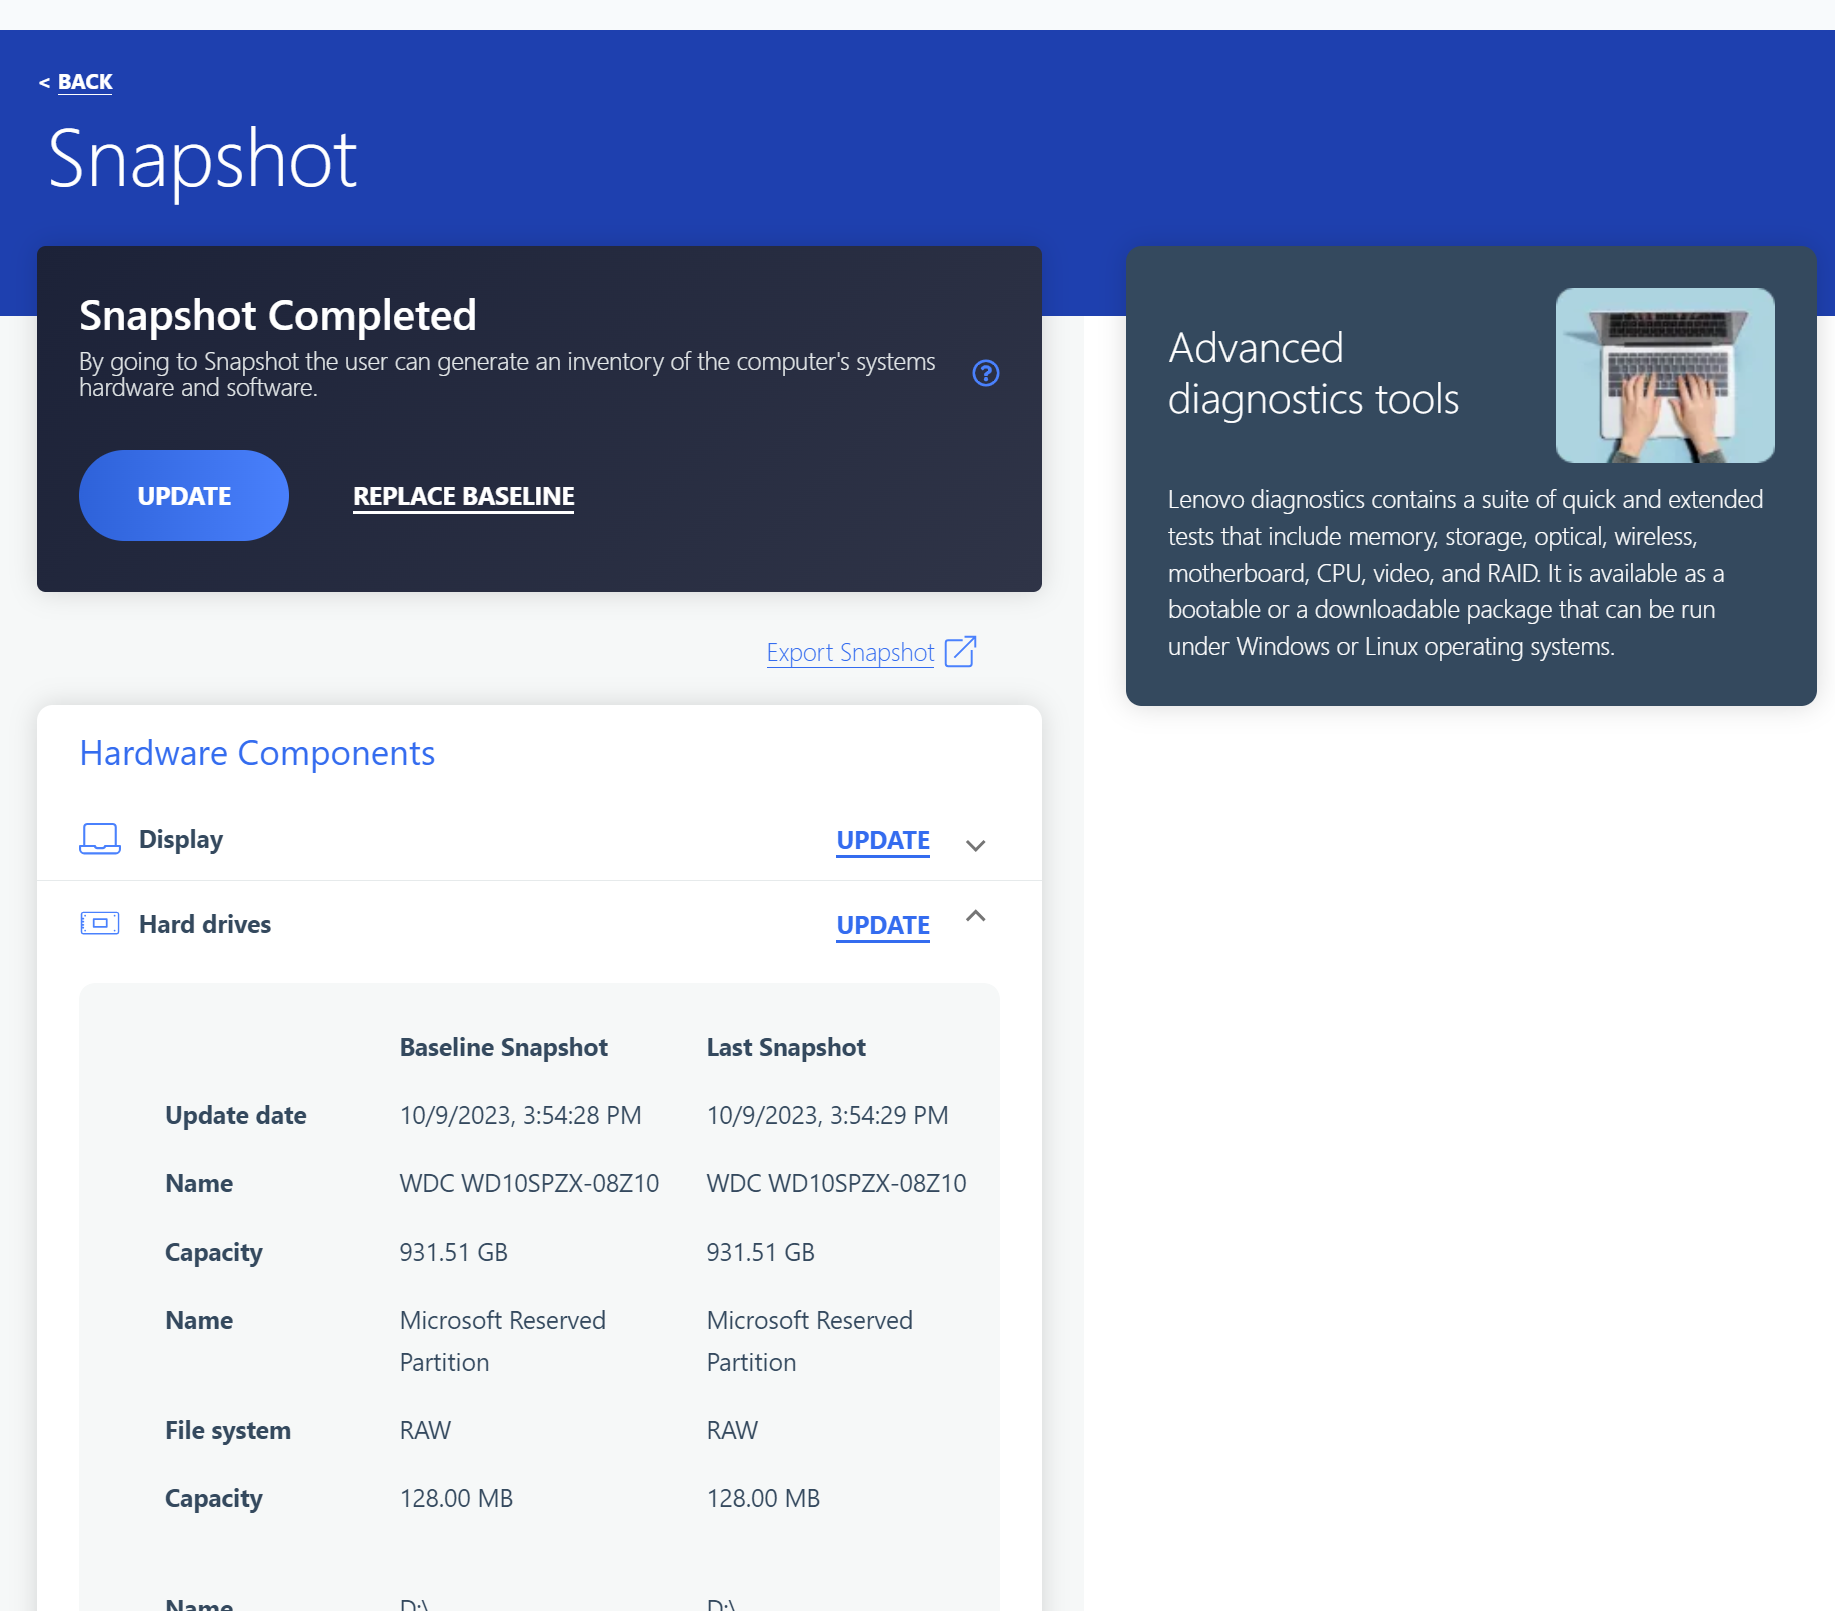 < BACK
Snapshot
Snapshot Completed
By going to Snapshot the user can generate an inventory of the computer's systems
hardware and software.
?
UPDATE
REPLACE BASELINE
Advanced
diagnostics tools
Lenovo diagnostics contains a suite of quick and extended
tests that include memory, storage, optical, wireless,
motherboard, CPU, video, and RAID. It is available as a
bootable or a downloadable package that can be run
under Windows or Linux operating systems.
Export Snapshot
Hardware Components
Display UPDATE
Hard drives UPDATE
Baseline Snapshot Last Snapshot
Update date 10/9/2023, 3:54:28 PM 10/9/2023, 3:54:29 PM
Name WDC WD10SPZX-08Z10 WDC WD10SPZX-08Z10
Capacity 931.51 GB 931.51 GB
Name Microsoft Reserved Microsoft Reserved
Partition Partition
File system RAW RAW
Capacity 128.00 MB 128.00 MB
Name D:\ D:\